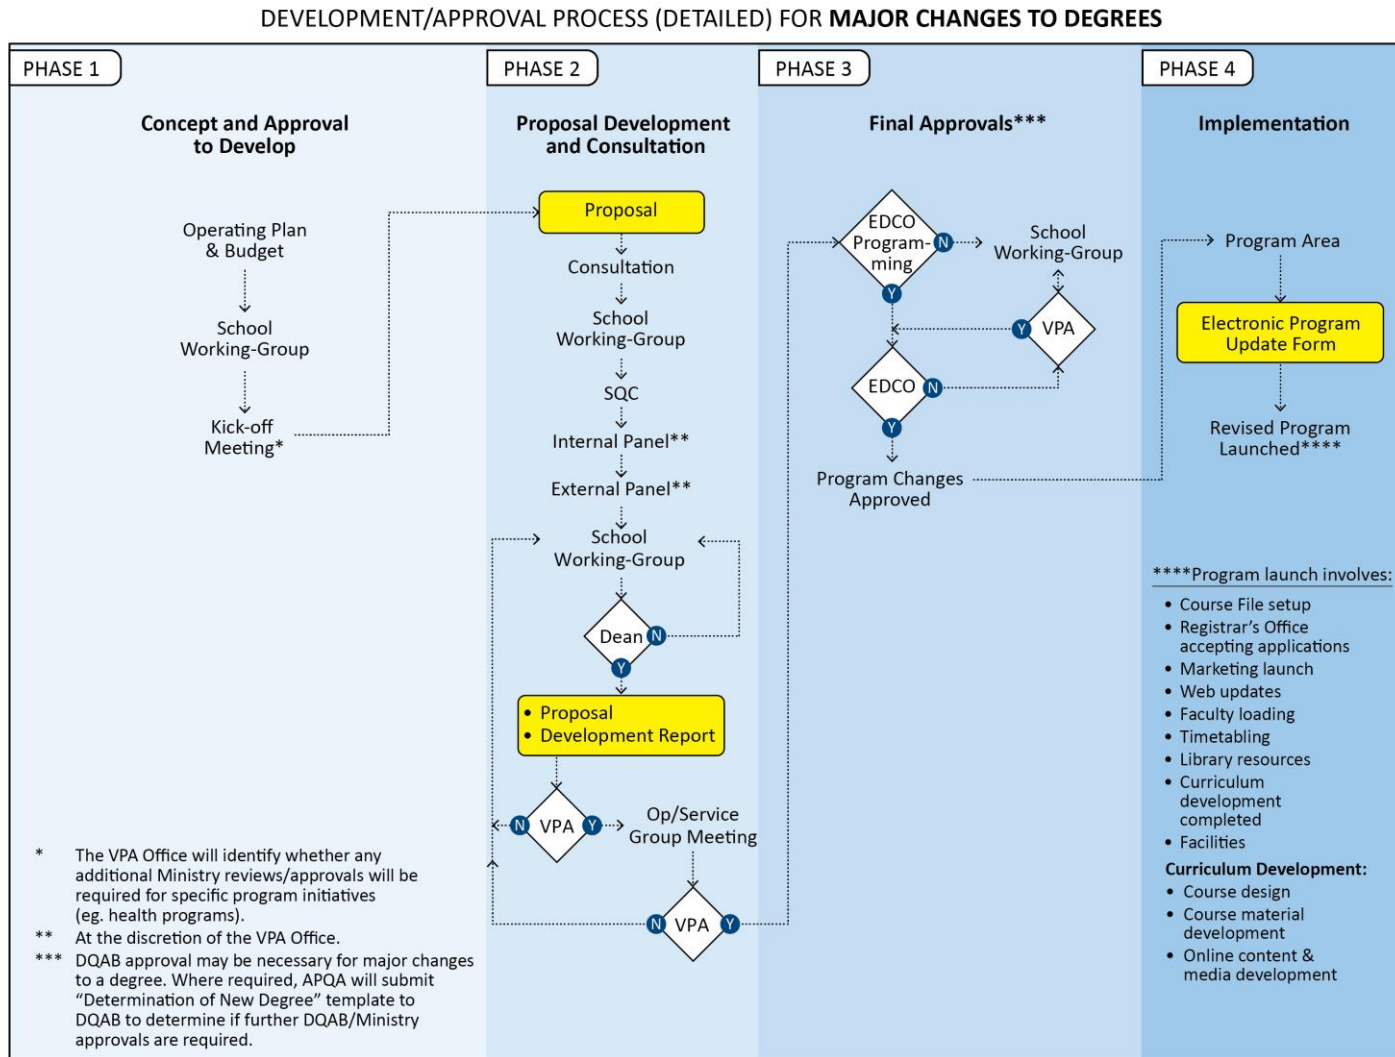 DEVELOPMENT/APPROVAL PROCESS (DETAILED) FOR MAJOR CHANGES TO DEGREES
PHASE 1
Concept and Approval
to Develop
Operating Plan
& Budget
School
Working-Group
Kick-off
Meeting*
* The VPA Office will identify whether any
additional Ministry reviews/approvals will be
required for specific program initiatives
(eg. health programs).
** At the discretion of the VPA Office.
*** DQAB approval may be necessary for major changes
to a degree. Where required, APQA will submit
“Determination of New Degree” template to
DQAB to determine if further DQAB/Ministry
approvals are required.
PHASE 2
Proposal Development
and Consultation
Proposal
Consultation
School
Working-Group
SQC
Internal Panel**
External Panel**
School
Working-Group
Dean N
Y
• Proposal
• Development Report
N VPA Y
Op/Service
Group Meeting
N VPA Y
PHASE 3
Final Approvals***
EDCO
Program-
ming
N
Y
School
Working-Group
Y VPA
EDCO N
Y
Program Changes
Approved
PHASE 4
Implementation
Program Area
Electronic Program
Update Form
Revised Program
Launched****
****Program launch involves:
• Course File setup
• Registrar’s Office
accepting applications
• Marketing launch
• Web updates
• Faculty loading
• Timetabling
• Library resources
• Curriculum
development
completed
• Facilities
Curriculum Development:
• Course design
• Course material
development
• Online content &
media development